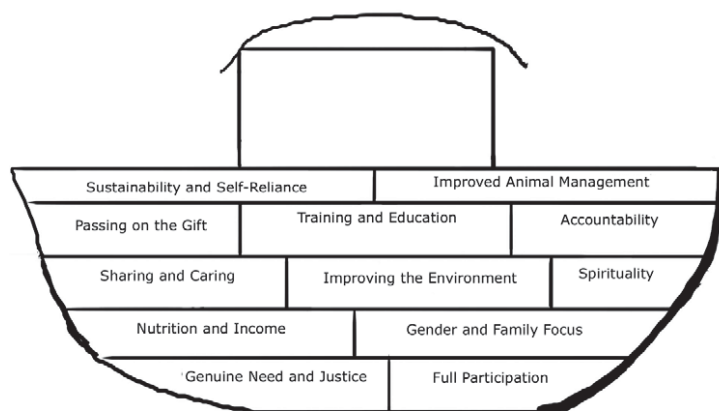 Sustainability and Self-Reliance
Improved Animal Management
Passing on the Gift
Training and Education
Accountability
Sharing and Caring
Improving the Environment
Spirituality
Nutrition and Income
Gender and Family Focus
Genuine Need and Justice
Full Participation